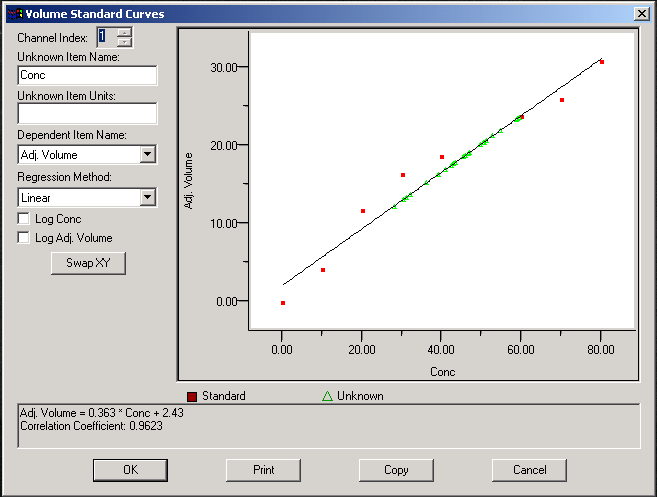 Volume Standard Curves
Channel Index: 1
Unknown Item Name:
Conc
Unknown Item Units:
Dependent Item Name:
Adj. Volume
Regression Method:
Linear
Log Conc
Log Adj. Volume
Swap XY
Adj. Volume
30.00
20.00
10.00
0.00
0.00 20.00 40.00 60.00 80.00
Conc
Standard Unknown
Adj. Volume = 0.363 * Conc + 2.43
Correlation Coefficient: 0.9623
OK Print Copy Cancel